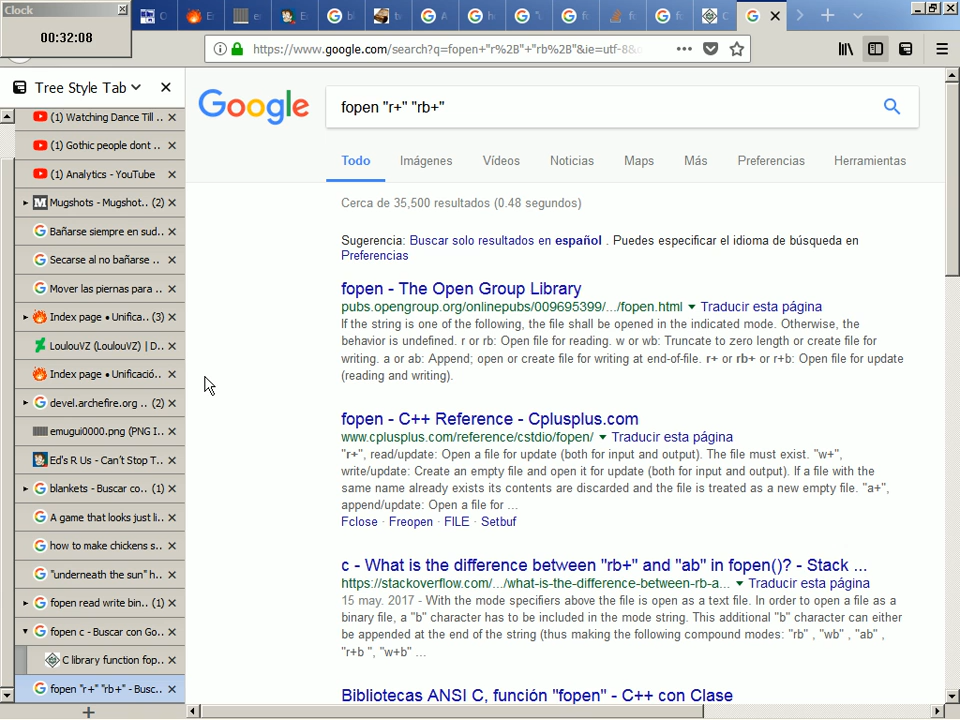 Clock
00:32:08
https://www.google.com/search?q=fopen+"r%2B"+"rb%2B"&ie=utf-8&
Tree Style Tab
(1) Watching Dance Till ..
(1) Gothic people dont ..
(1) Analytics - YouTube
Mugshots - Mugshot.. (2)
Bañarse siempre en sud..
Secarse al no bañarse ..
Mover las piernas para ..
Index page • Unifica.. (3)
LoulouVZ (LoulouVZ) | D..
Index page • Unificació..
devel.archefire.org .. (2)
emugui0000.png (PNG I..
Ed's R Us - Can't Stop T..
blankets - Buscar co.. (1)
A game that looks just li..
how to make chickens s..
"underneath the sun" h..
fopen read write bin.. (1)
fopen c - Buscar con Go..
C library function fop..
fopen "r+" "rb+" - Busc..
Google
fopen "r+" "rb+"
Todo Imágenes Vídeos Noticias Maps Más Preferencias Herramientas
Cerca de 35,500 resultados (0.48 segundos)
Sugerencia: Buscar solo resultados en español . Puedes especificar el idioma de búsqueda en
Preferencias
fopen - The Open Group Library
pubs.opengroup.org/onlinepubs/009695399/.../fopen.html Traducir esta página
If the string is one of the following, the file shall be opened in the indicated mode. Otherwise, the
behavior is undefined. r or rb: Open file for reading. w or wb: Truncate to zero length or create file for
writing. a or ab: Append; open or create file for writing at end-of-file. r+ or rb+ or r+b: Open file for update
(reading and writing).
fopen - C++ Reference - Cplusplus.com
www.cplusplus.com/reference/cstdio/fopen/ Traducir esta página
"r+", read/update: Open a file for update (both for input and output). The file must exist. "w+",
write/update: Create an empty file and open it for update (both for input and output). If a file with the
same name already exists its contents are discarded and the file is treated as a new empty file. "a+",
append/update: Open a file for ...
Fclose · Freopen · FILE · Setbuf
c - What is the difference between "rb+" and "ab" in fopen()? - Stack ...
https://stackoverflow.com/.../what-is-the-difference-between-rb-a... Traducir esta página
15 may. 2017 - With the mode specifiers above the file is open as a text file. In order to open a file as a
binary file, a "b" character has to be included in the mode string. This additional "b" character can either
be appended at the end of the string (thus making the following compound modes: "rb" , "wb" , "ab" ,
"r+b ", "w+b" ...
Bibliotecas ANSI C, función "fopen" - C++ con Clase